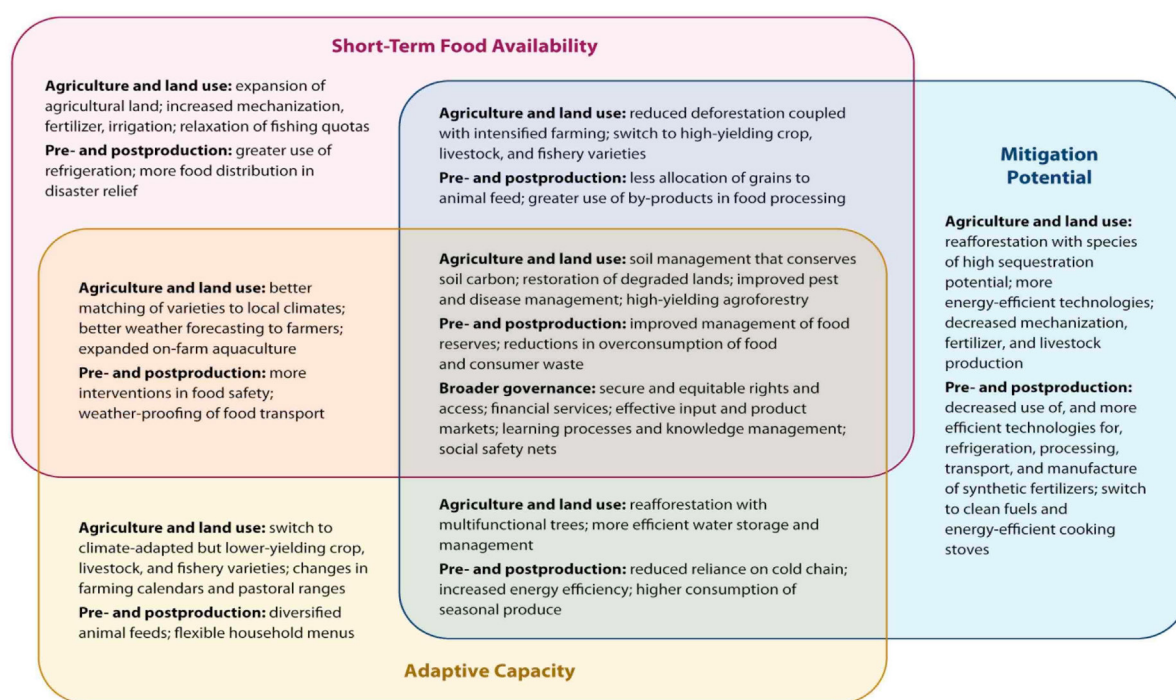 Short-Term Food Availability
Agriculture and land use: expansion of
agricultural land; increased mechanization,
fertilizer, irrigation; relaxation of fishing quotas
Pre- and postproduction: greater use of
refrigeration; more food distribution in
disaster relief
Agriculture and land use: reduced deforestation coupled
with intensified farming; switch to high-yielding crop,
livestock, and fishery varieties
Pre- and postproduction: less allocation of grains to
animal feed; greater use of by-products in food processing
Mitigation
Potential
Agriculture and land use:
reafforestation with species
of high sequestration
potential; more
energy-efficient technologies;
decreased mechanization,
fertilizer, and livestock
production
Pre- and postproduction:
decreased use of, and more
efficient technologies for,
refrigeration, processing,
transport, and manufacture
of synthetic fertilizers; switch
to clean fuels and
energy-efficient cooking
stoves
Agriculture and land use: better
matching of varieties to local climates;
better weather forecasting to farmers;
expanded on-farm aquaculture
Pre- and postproduction: more
interventions in food safety;
weather-proofing of food transport
Agriculture and land use: soil management that conserves
soil carbon; restoration of degraded lands; improved pest
and disease management; high-yielding agroforestry
Pre- and postproduction: improved management of food
reserves; reductions in overconsumption of food
and consumer waste
Broader governance: secure and equitable rights and
access; financial services; effective input and product
markets; learning processes and knowledge management;
social safety nets
Agriculture and land use: switch to
climate-adapted but lower-yielding crop,
livestock, and fishery varieties; changes in
farming calendars and pastoral ranges
Pre- and postproduction: diversified
animal feeds; flexible household menus
Agriculture and land use: reafforestation with
multifunctional trees; more efficient water storage and
management
Pre- and postproduction: reduced reliance on cold chain;
increased energy efficiency; higher consumption of
seasonal produce
Adaptive Capacity